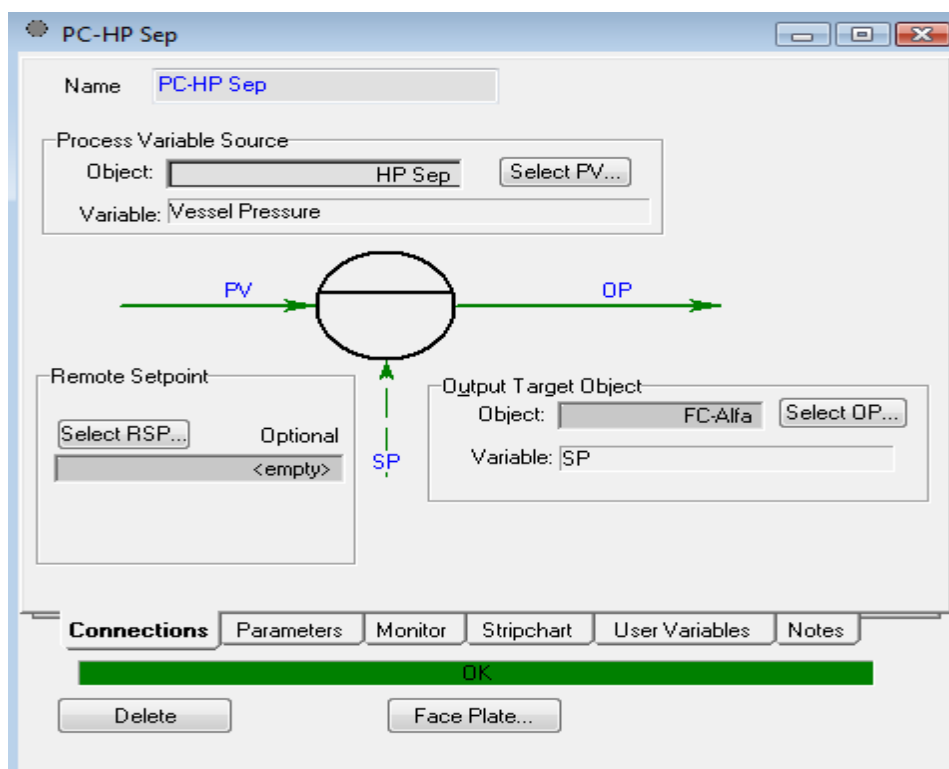 PC-HP Sep
Name PC-HP Sep
Process Variable Source
Object: HP Sep Select PV...
Variable: Vessel Pressure
PV OP
Remote Setpoint
Output Target Object
Object: FC-Alfa Select OP...
Select RSP... Optional
<empty>
SP
Variable: SP
Connections Parameters Monitor Stripchart User Variables Notes
OK
Delete Face Plate...